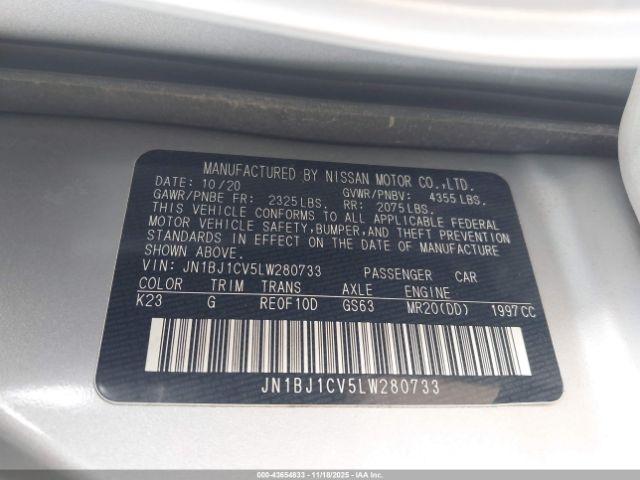 MANUFACTURED BY NISSAN MOTOR CO.,LTD.
DATE: 10/20 GVWR/PNBV: 4355LBS.
GAWR/PNBE FR: 2325LBS. RR: 2075LBS.
THIS VEHICLE CONFORMS TO ALL APPLICABLE FEDERAL
MOTOR VEHICLE SAFETY, BUMPER, AND THEFT PREVENTION
STANDARDS IN EFFECT ON THE DATE OF MANUFACTURE
SHOWN ABOVE.
VIN: JN1BJ1CV5LW280733 PASSENGER CAR
COLOR TRIM TRANS AXLE ENGINE
K23 G RE0F10D GS63 MR20(DD) 1997CC
JN1BJ1CV5LW280733
000-43654633 - 11/18/2025 - IAAI.COM